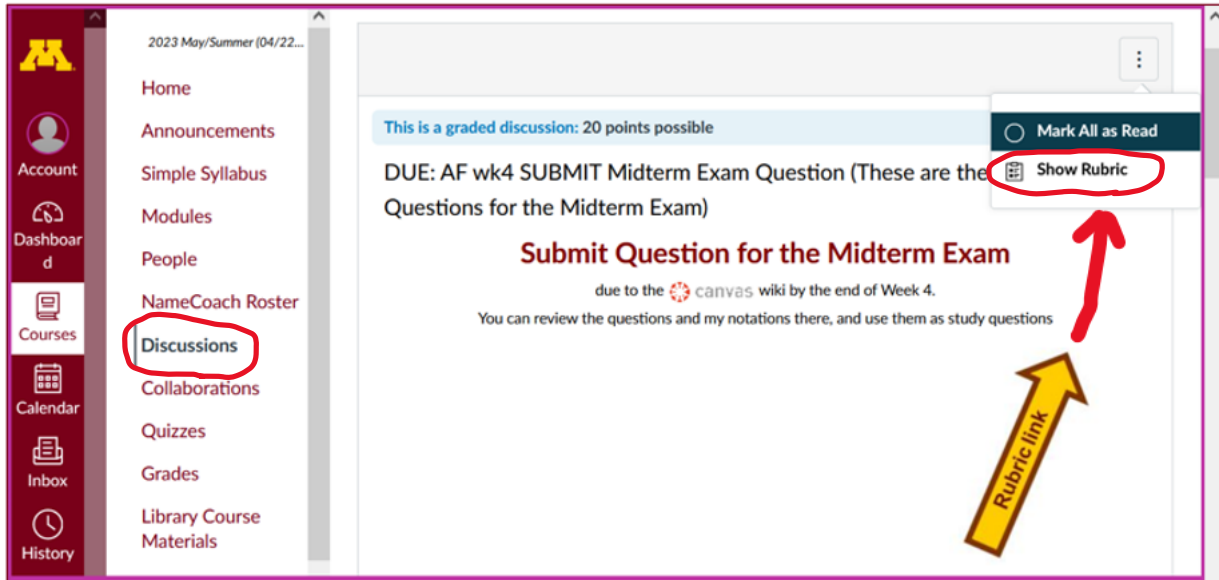 Account
Dashboar
d
Courses
Calendar
Inbox
History
2023 May/Summer (04/22...
Home
Announcements
Simple Syllabus
Modules
People
NameCoach Roster
Discussions
Collaborations
Quizzes
Grades
Library Course
Materials
This is a graded discussion: 20 points possible
Mark All as Read
Show Rubric
DUE: AF wk4 SUBMIT Midterm Exam Question (These are the
Questions for the Midterm Exam)
Submit Question for the Midterm Exam
due to the canvas wiki by the end of Week 4.
You can review the questions and my notations there, and use them as study questions
Rubric link